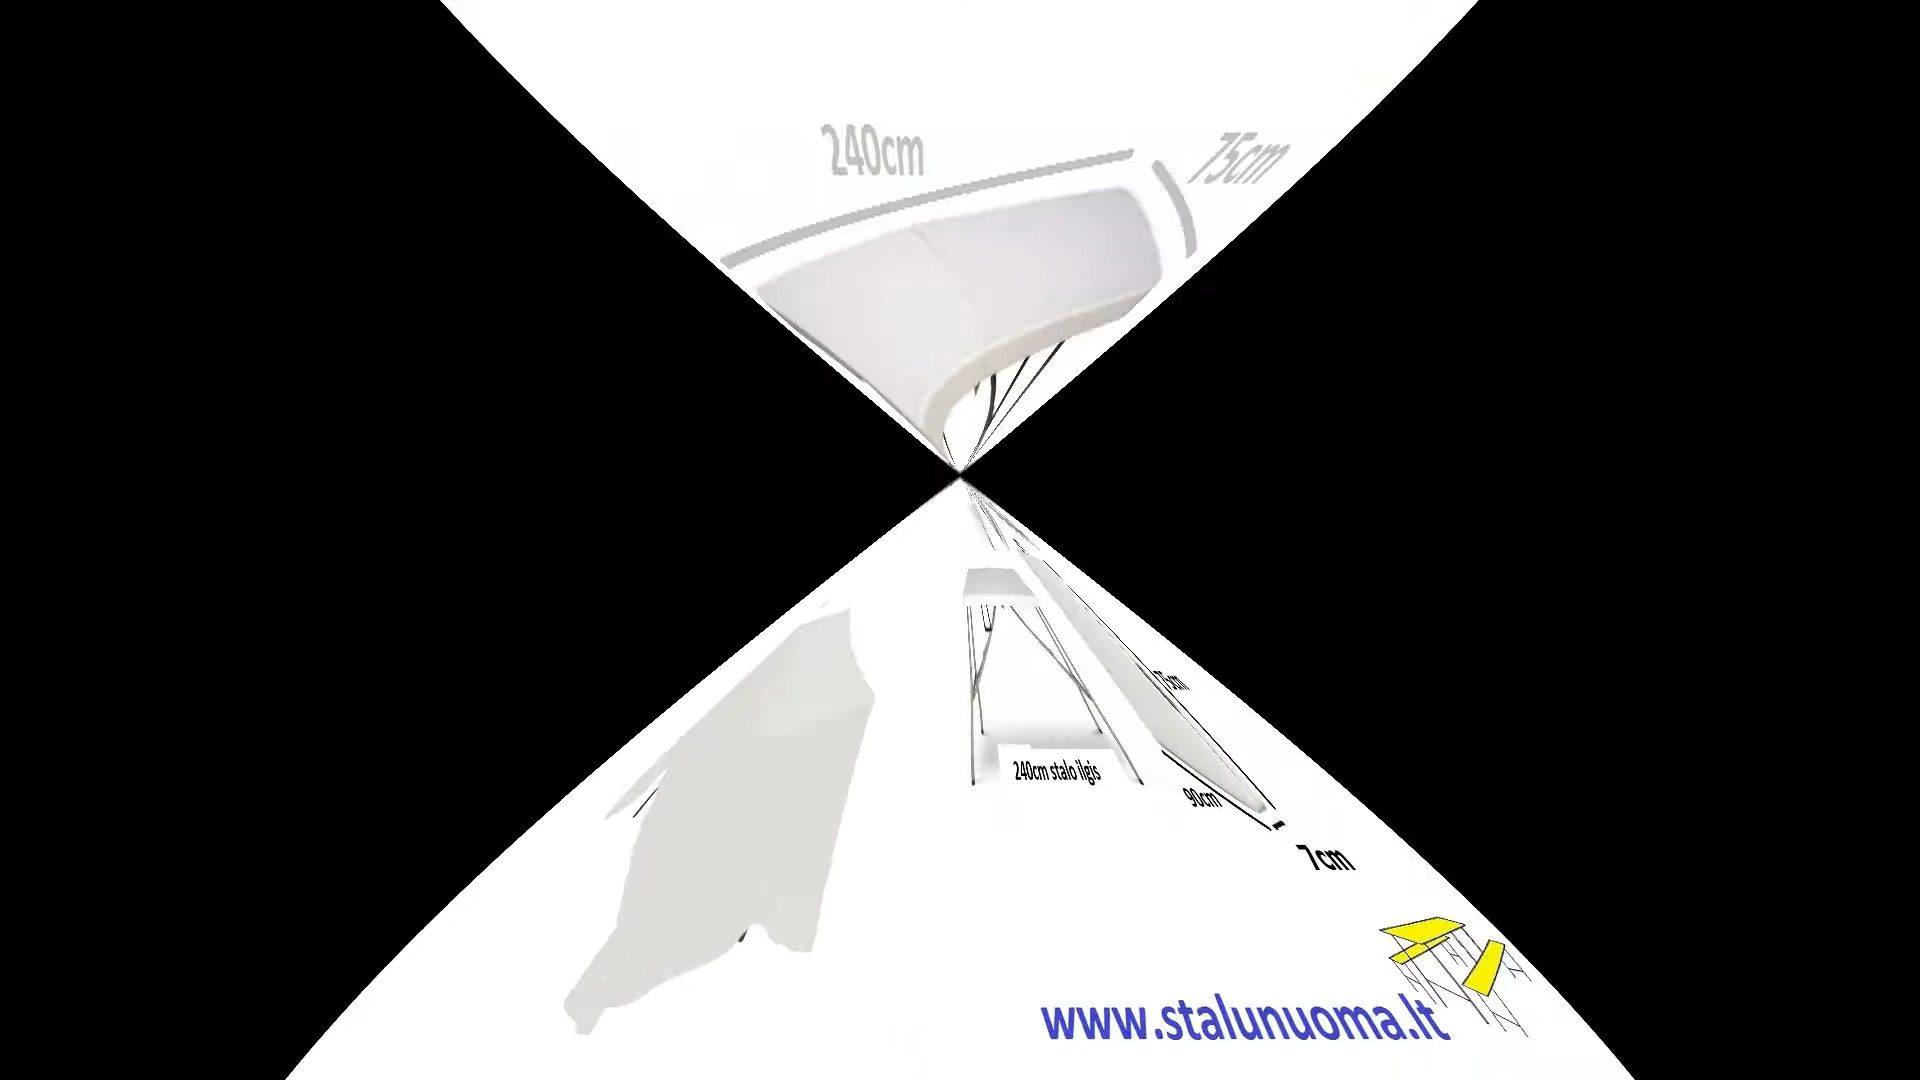 240cm
75cm
75cm
240cm stalo ilgis
90cm
7cm
www.stalunuoma.lt